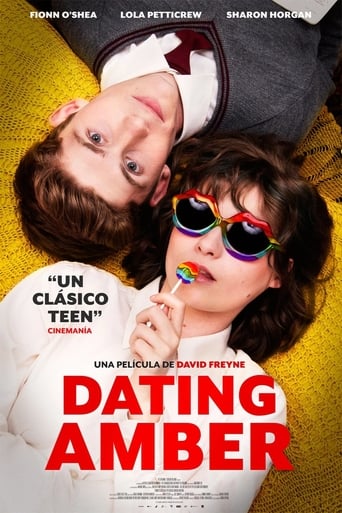 FIONN O'SHEA LOLA PETTICREW SHARON HORGAN
"UN
CLÁSICO
TEEN"
CINEMANÍA
UNA PELÍCULA DE DAVID FREYNE
DATING
AMBER